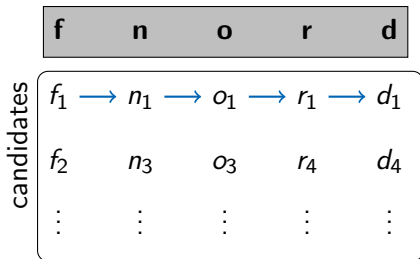 f n o r d
candidates
f₁ → n₁ → o₁ → r₁ → d₁
f₂ n₃ o₃ r₄ d₄
⋮ ⋮ ⋮ ⋮ ⋮